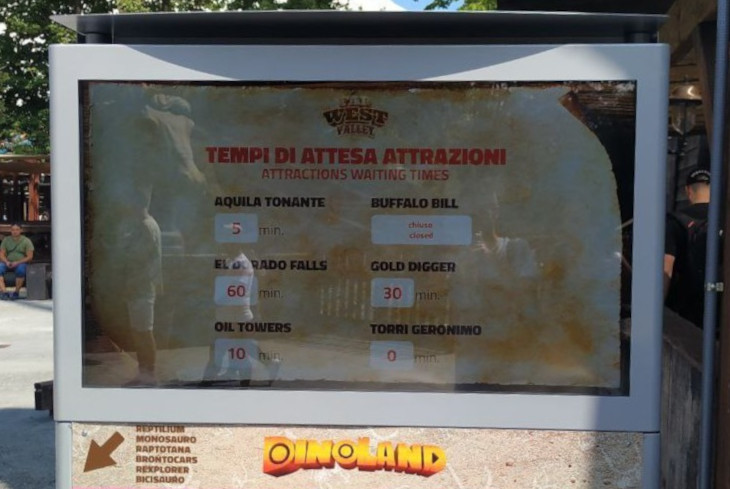 WEST
VALLEY
TEMPI DI ATTESA ATTRAZIONI
ATTRACTIONS WAITING TIMES
AQUILA TONANTE
5 min.
BUFFALO BILL
chiuso
closed
EL DORADO FALLS
60 min.
GOLD DIGGER
30 min.
OIL TOWERS
10 min.
TORRI GERONIMO
0 min.
REPTILIUM
MONOSAURO
RAPTOTANA
BRONTOCARS
REXPLORER
BICISAURO
DINOLAND